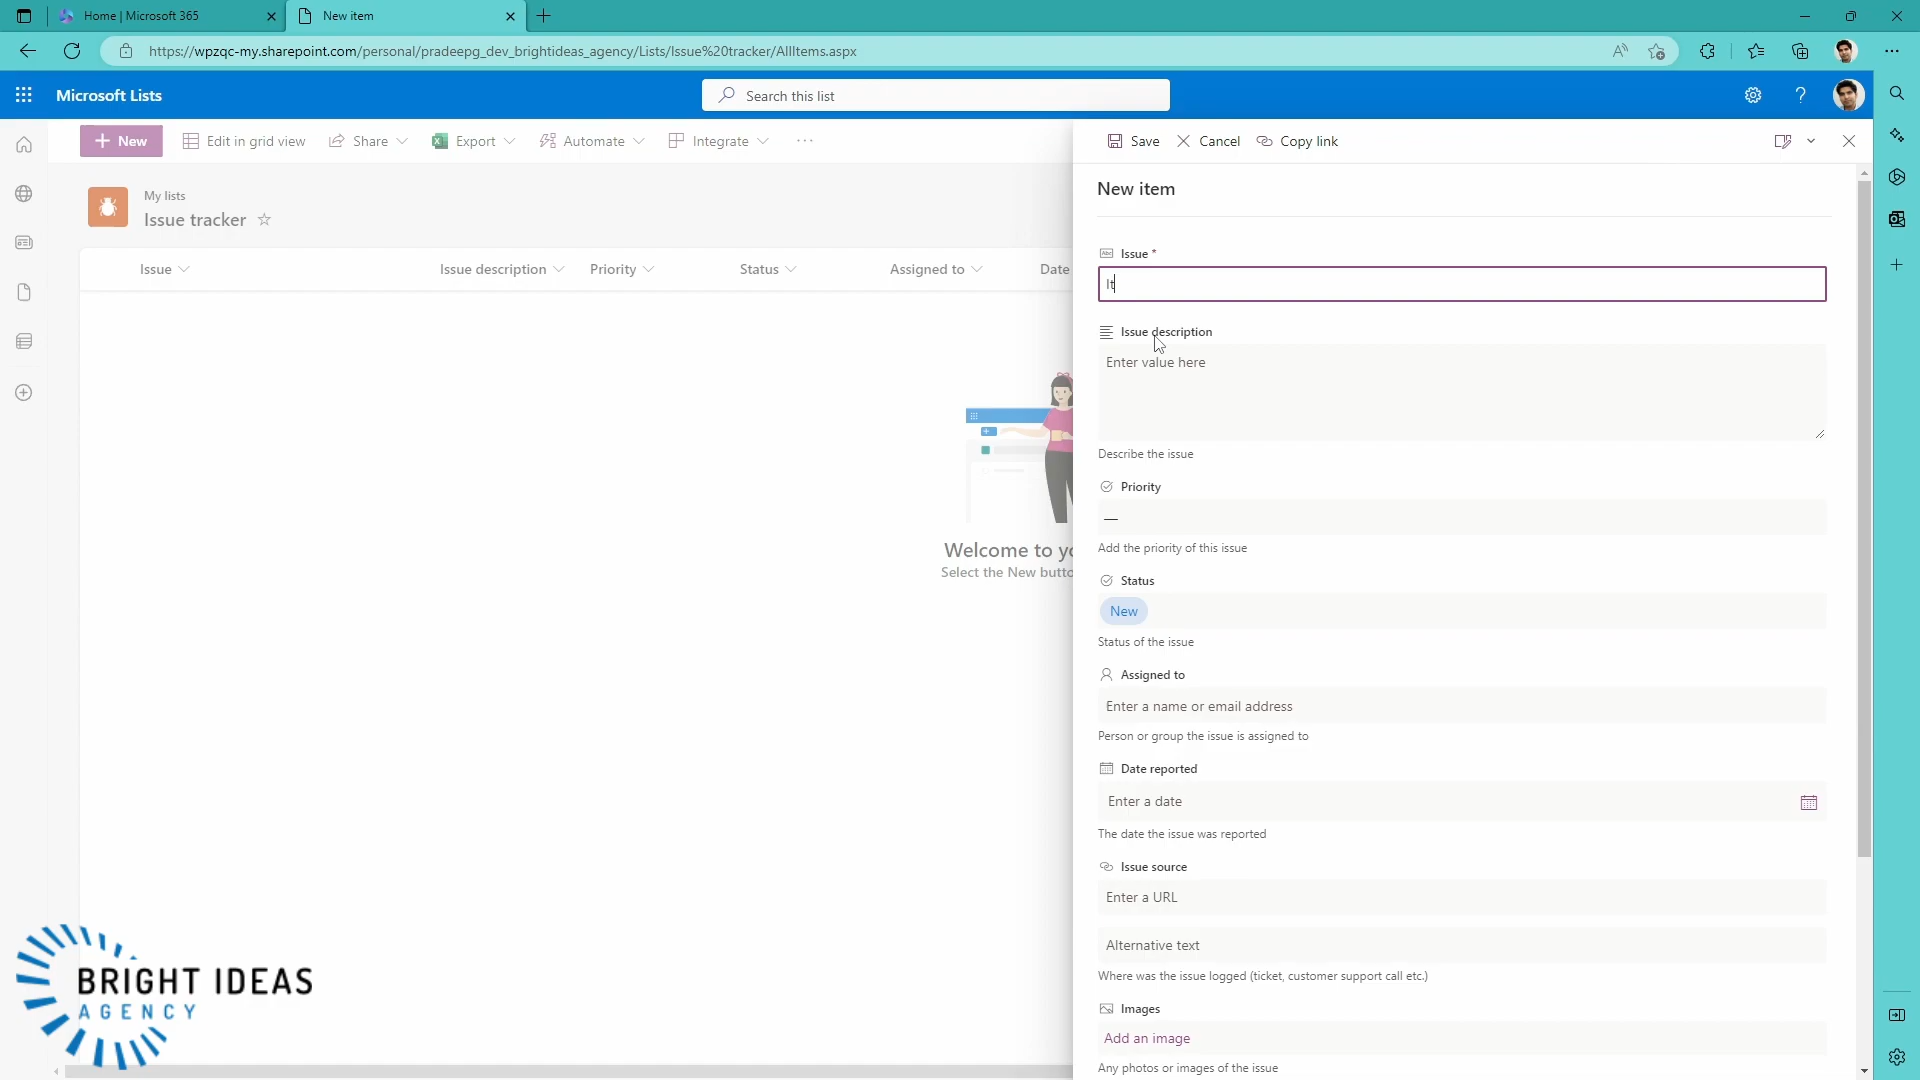 Home | Microsoft 365
New item
https://wpzqc-my.sharepoint.com/personal/pradeepg_dev_brightideas_agency/Lists/Issue%20tracker/AllItems.aspx
Microsoft Lists
Search this list
New
Edit in grid view
Share
Export
Automate
Integrate
Save
Cancel
Copy link
My lists
Issue tracker
Issue
Issue description
Priority
Status
Assigned to
Date
Welcome to yo
Select the New butto
New item
Issue *
It
Issue description
Enter value here
Describe the issue
Priority
—
Add the priority of this issue
Status
New
Status of the issue
Assigned to
Enter a name or email address
Person or group the issue is assigned to
Date reported
Enter a date
The date the issue was reported
Issue source
Enter a URL
Alternative text
Where was the issue logged (ticket, customer support call etc.)
Images
Add an image
Any photos or images of the issue
BRIGHT IDEAS
AGENCY